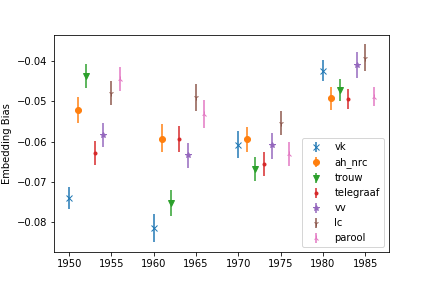 Embedding Bias
−0.04
−0.05
−0.06
−0.07
−0.08
1950 1955 1960 1965 1970 1975 1980 1985
vk
ah_nrc
trouw
telegraaf
vv
lc
parool